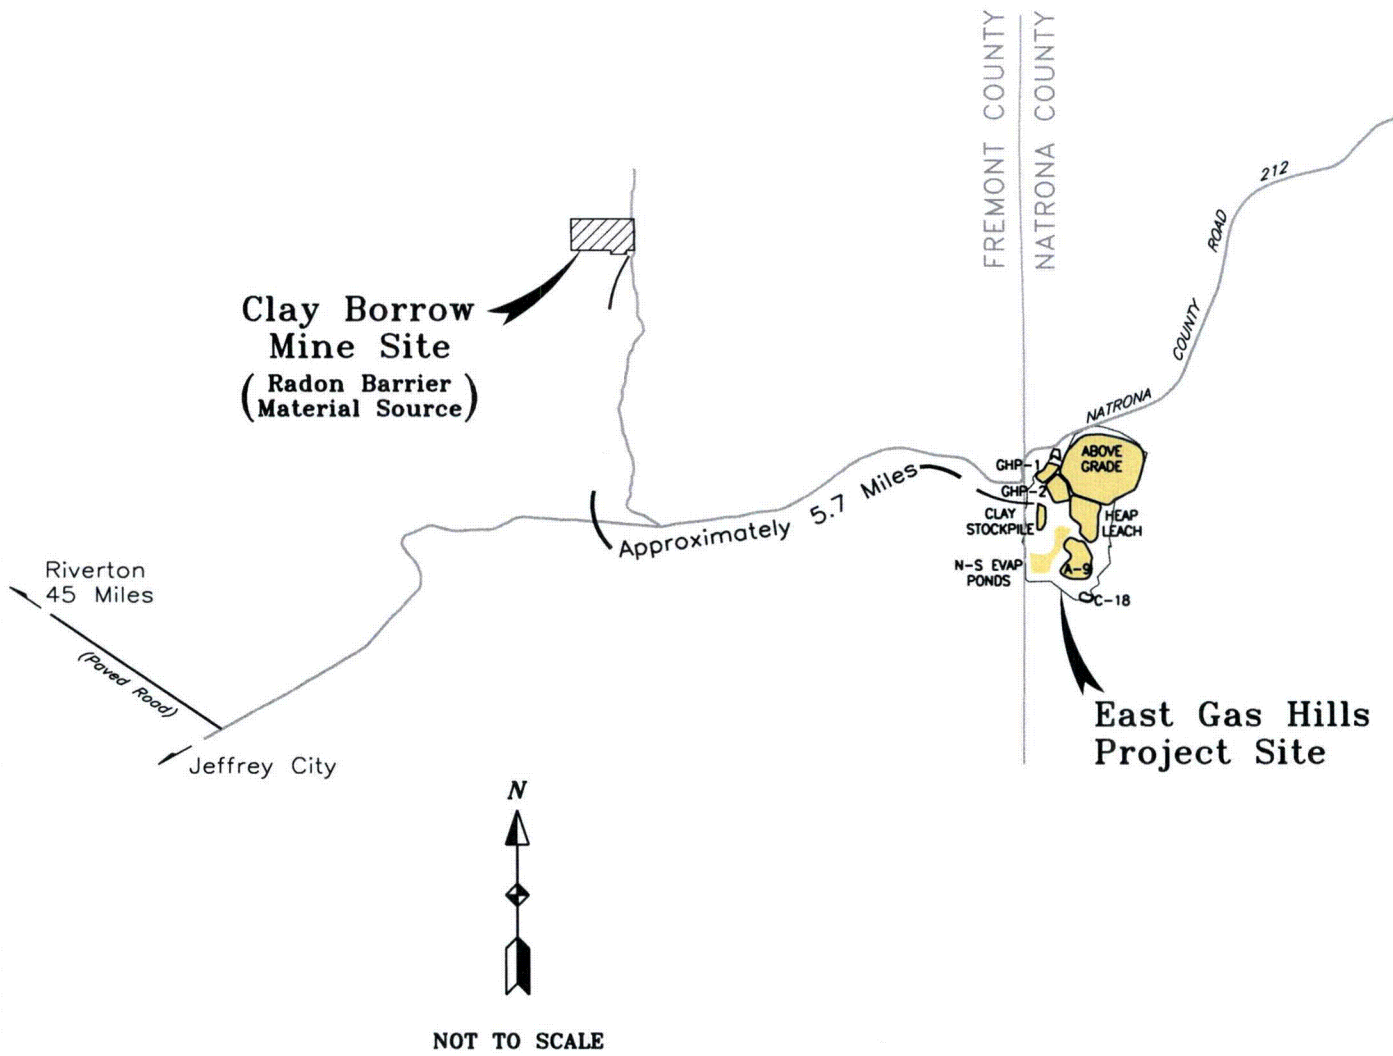 FREMONT COUNTY
NATRONA COUNTY
212
ROAD
COUNTY
NATRONA
Clay Borrow
Mine Site
(Radon Barrier
Material Source)
GHP-1
ABOVE
GRADE
GHP-2
CLAY
STOCKPILE
HEAP
LEACH
Approximately 5.7 Miles
N-S EVAP
PONDS
A-9
C-18
Riverton
45 Miles
(Paved Road)
Jeffrey City
East Gas Hills
Project Site
N
NOT TO SCALE